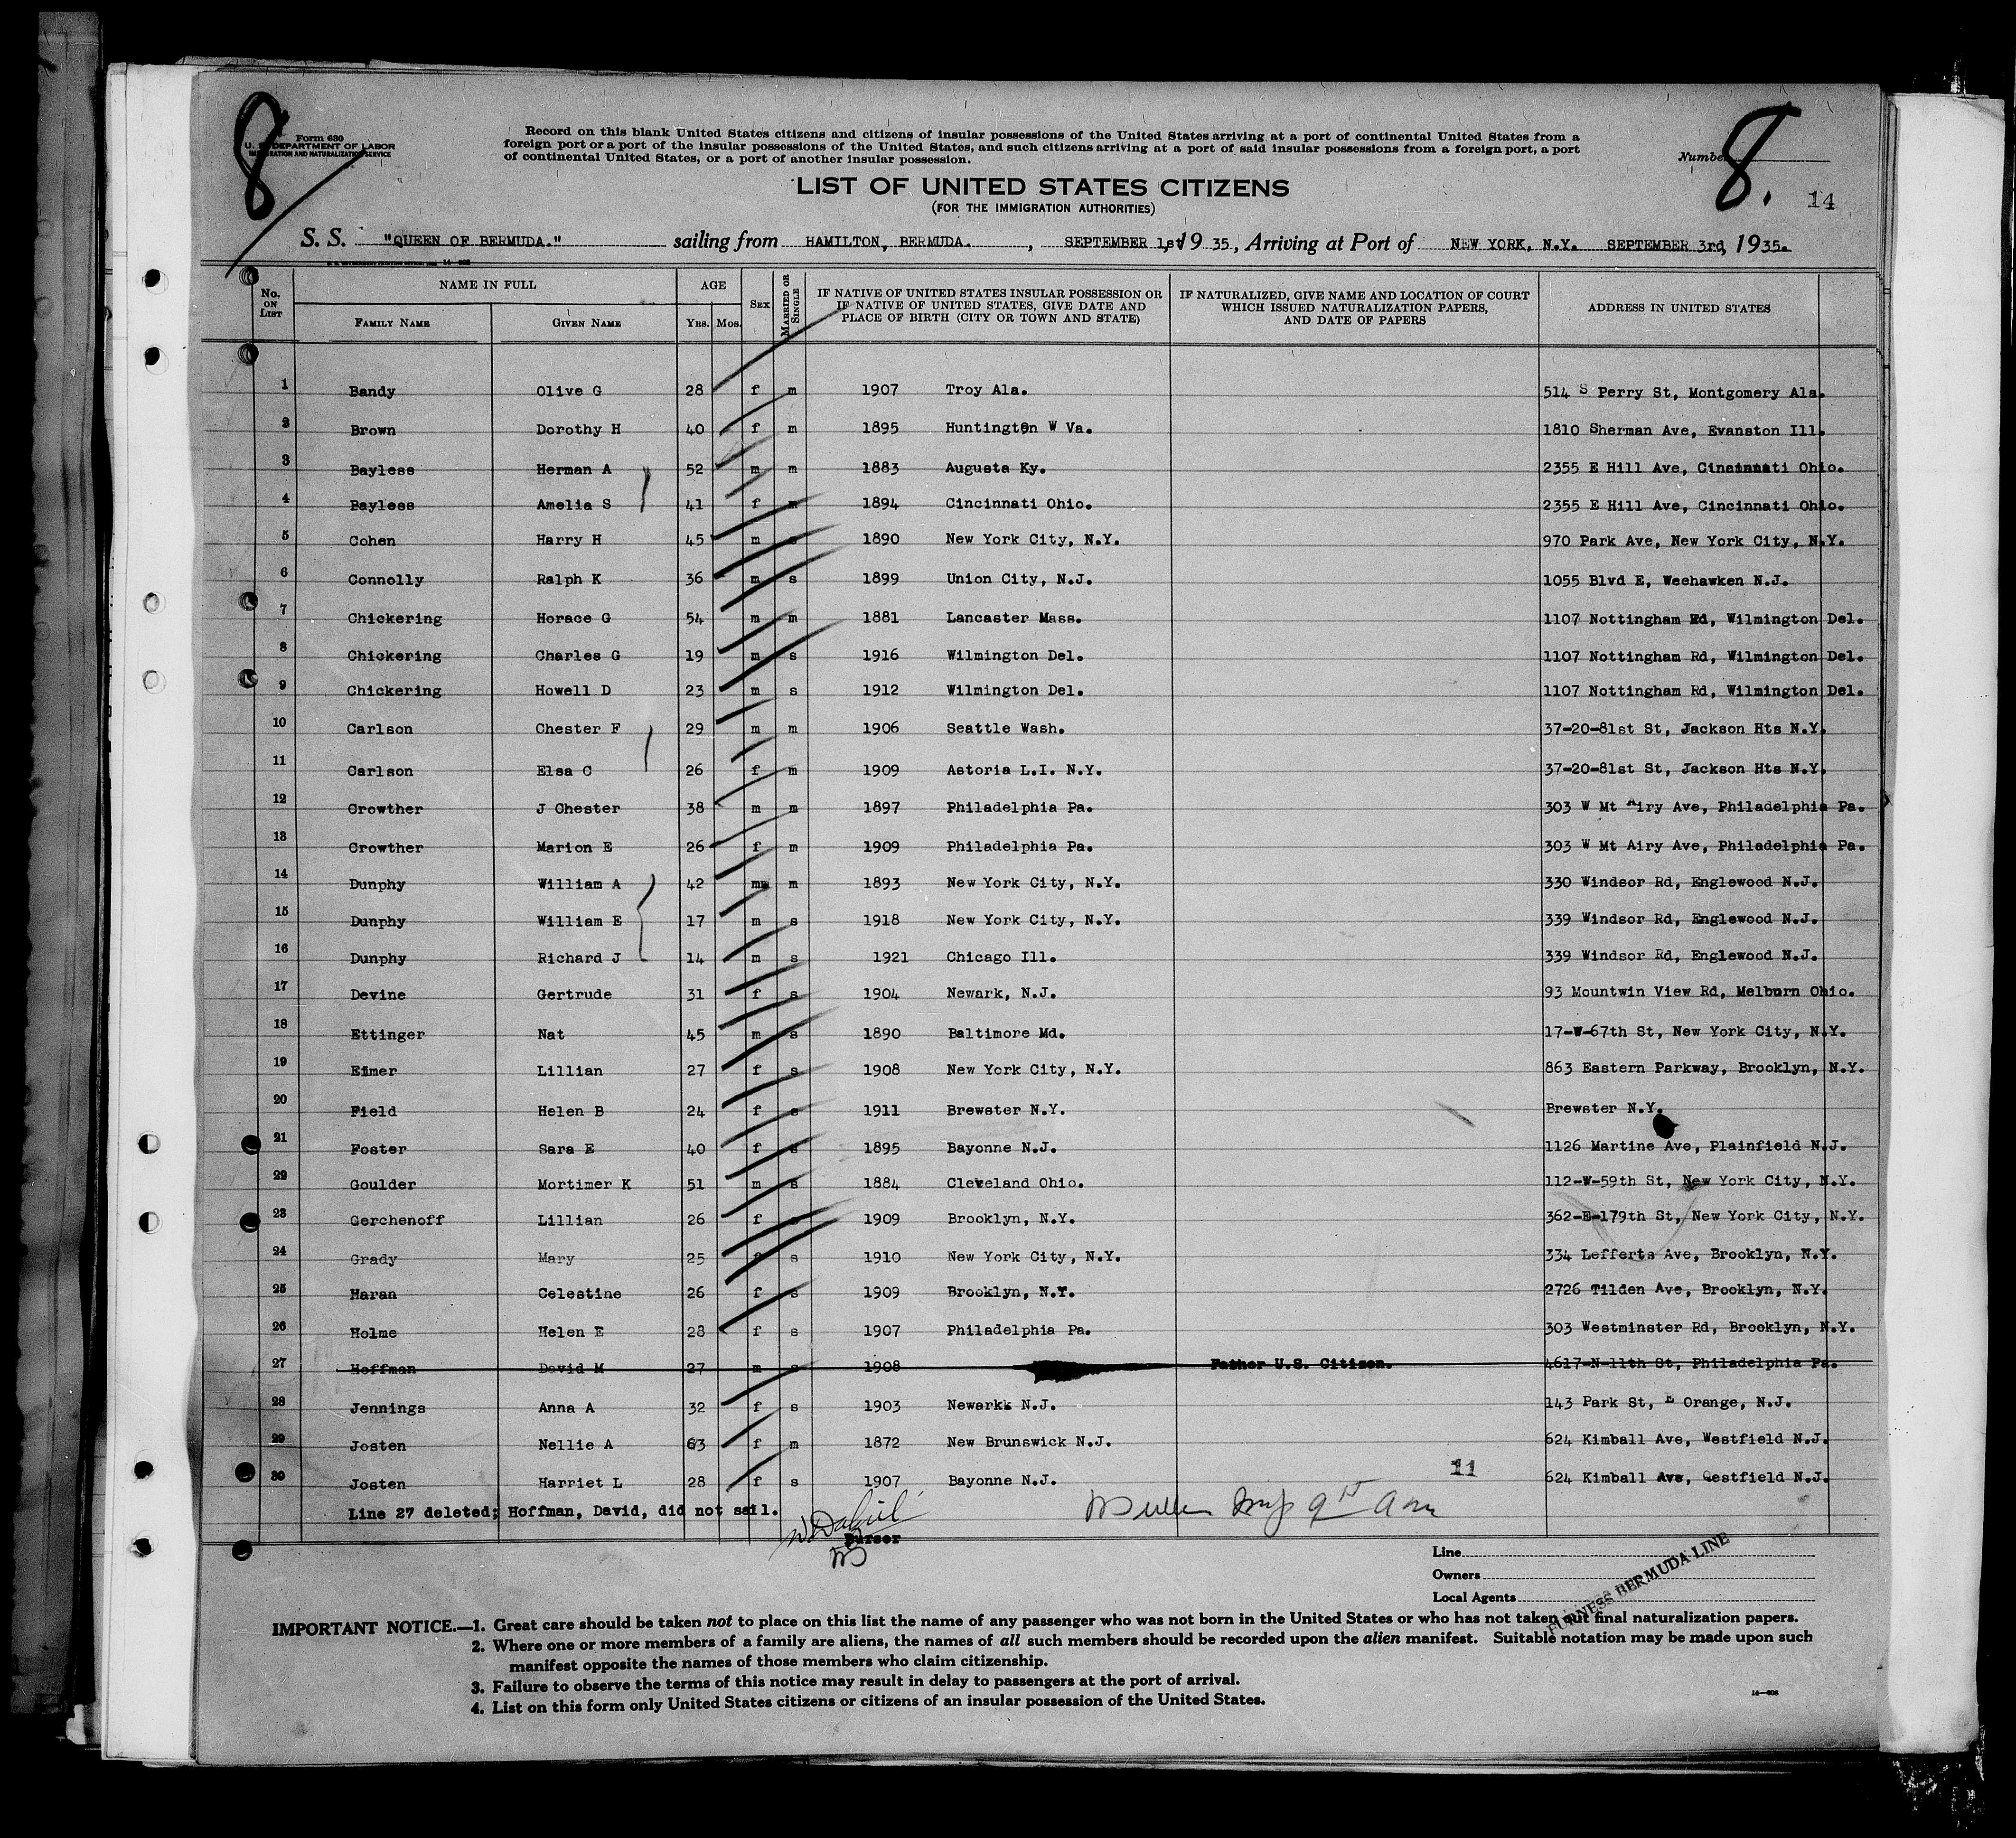 8
8.
Form 630
U. S. DEPARTMENT OF LABOR
IMMIGRATION AND NATURALIZATION SERVICE
Record on this blank United States citizens and citizens of insular possessions of the United States arriving at a port of continental United States from a
foreign port or a port of the insular possessions of the United States, and such citizens arriving at a port of said insular possessions from a foreign port, a port
of continental United States, or a port of another insular possession.
Number
14
LIST OF UNITED STATES CITIZENS
(FOR THE IMMIGRATION AUTHORITIES)
S. S. "QUEEN OF BERMUDA." sailing from HAMILTON, BERMUDA. , SEPTEMBER 1st, 1935., Arriving at Port of NEW YORK, N.Y. SEPTEMBER 3rd, 1935.
No. ON LIST NAME IN FULL AGE SEX MARRIED OR SINGLE IF NATIVE OF UNITED STATES INSULAR POSSESSION OR IF NATIVE OF UNITED STATES, GIVE DATE AND PLACE OF BIRTH (CITY OR TOWN AND STATE) IF NATURALIZED, GIVE NAME AND LOCATION OF COURT WHICH ISSUED NATURALIZATION PAPERS, AND DATE OF PAPERS ADDRESS IN UNITED STATES
FAMILY NAME GIVEN NAME YRS. MOS.
1 Bandy Olive G 28 f m 1907 Troy Ala. 514 S Perry St, Montgomery Ala.
2 Brown Dorothy H 40 f m 1895 Huntington W Va. 1810 Sherman Ave, Evanston Ill.
3 Bayless Herman A 52 m m 1883 Augusta Ky. 2355 E Hill Ave, Cincinnati Ohio.
4 Bayless Amelia S 41 f m 1894 Cincinnati Ohio. 2355 E Hill Ave, Cincinnati Ohio.
5 Cohen Harry H 45 m s 1890 New York City, N.Y. 970 Park Ave, New York City, N.Y.
6 Connolly Ralph K 36 m s 1899 Union City, N.J. 1055 Blvd E, Weehawken N.J.
7 Chickering Horace G 54 m m 1881 Lancaster Mass. 1107 Nottingham Rd, Wilmington Del.
8 Chickering Charles G 19 m s 1916 Wilmington Del. 1107 Nottingham Rd, Wilmington Del.
9 Chickering Howell D 23 m s 1912 Wilmington Del. 1107 Nottingham Rd, Wilmington Del.
10 Carlson Chester F 29 m m 1906 Seattle Wash. 37-20-81st St, Jackson Hts N.Y.
11 Carlson Elsa C 26 f m 1909 Astoria L.I. N.Y. 37-20-81st St, Jackson Hts N.Y.
12 Crowther J Chester 38 m m 1897 Philadelphia Pa. 303 W Mt Airy Ave, Philadelphia Pa.
13 Crowther Marion E 26 f m 1909 Philadelphia Pa. 303 W Mt Airy Ave, Philadelphia Pa.
14 Dunphy William A 42 m m 1893 New York City, N.Y. 330 Windsor Rd, Englewood N.J.
15 Dunphy William E 17 m s 1918 New York City, N.Y. 339 Windsor Rd, Englewood N.J.
16 Dunphy Richard J 14 m s 1921 Chicago Ill. 339 Windsor Rd, Englewood N.J.
17 Devine Gertrude 31 f s 1904 Newark, N.J. 93 Mountwin View Rd, Melburn Ohio.
18 Ettinger Nat 45 m s 1890 Baltimore Md. 17-W-67th St, New York City, N.Y.
19 Eimer Lillian 27 f s 1908 New York City, N.Y. 863 Eastern Parkway, Brooklyn, N.Y.
20 Field Helen B 24 f s 1911 Brewster N.Y. Brewster N.Y.
21 Foster Sara E 40 f s 1895 Bayonne N.J. 1126 Martine Ave, Plainfield N.J.
22 Goulder Mortimer K 51 m s 1884 Cleveland Ohio. 112-W-59th St, New York City, N.Y.
23 Gerchenoff Lillian 26 f s 1909 Brooklyn, N.Y. 362-E-179th St, New York City, N.Y.
24 Grady Mary 25 f s 1910 New York City, N.Y. 334 Lefferts Ave, Brooklyn, N.Y.
25 Haran Celestine 26 f s 1909 Brooklyn, N.Y. 2726 Tilden Ave, Brooklyn, N.Y.
26 Holme Helen E 28 f s 1907 Philadelphia Pa. 303 Westminster Rd, Brooklyn, N.Y.
27 Hoffman David M 27 m s 1908 Father U.S. Citizen. 4617-N-11th St, Philadelphia Pa.
28 Jennings Anna A 32 f s 1903 Newark N.J. 143 Park St, E Orange, N.J.
29 Josten Nellie A 63 f m 1872 New Brunswick N.J. 624 Kimball Ave, Westfield N.J.
30 Josten Harriet L 28 f s 1907 Bayonne N.J. 624 Kimball Ave, Qestfield N.J.
11
Line 27 deleted; Hoffman, David, did not sail.
Purser
Line
Owners
Local Agents
FURNESS BERMUDA LINE
IMPORTANT NOTICE.—1. Great care should be taken not to place on this list the name of any passenger who was not born in the United States or who has not taken out final naturalization papers.
2. Where one or more members of a family are aliens, the names of all such members should be recorded upon the alien manifest. Suitable notation may be made upon such
manifest opposite the names of those members who claim citizenship.
3. Failure to observe the terms of this notice may result in delay to passengers at the port of arrival.
4. List on this form only United States citizens or citizens of an insular possession of the United States.
14—608